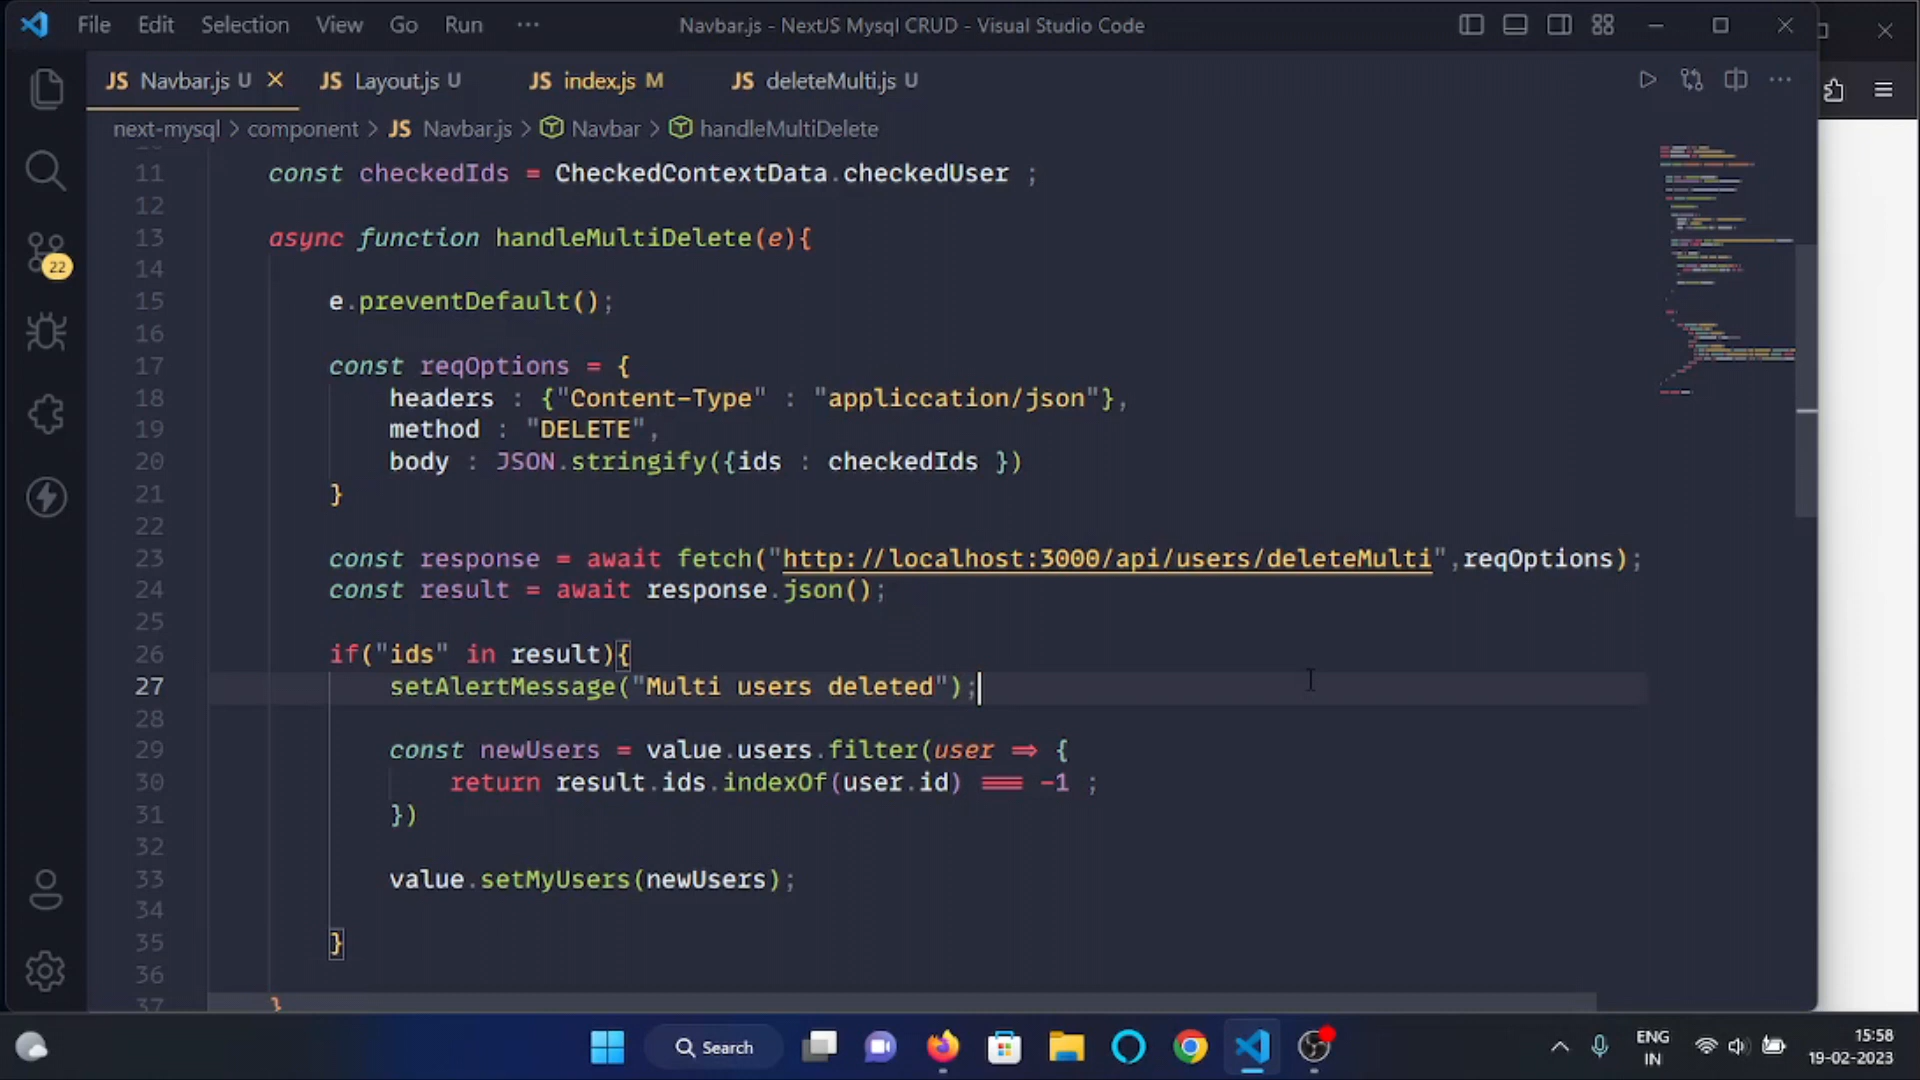 File Edit Selection View Go Run ··· Navbar.js - NextJS Mysql CRUD - Visual Studio Code
JS Navbar.js U JS Layout.js U JS index.js M JS deleteMulti.js U
next-mysql > component > JS Navbar.js > Navbar > handleMultiDelete
11 const checkedIds = CheckedContextData.checkedUser ;
12
13 async function handleMultiDelete(e){
14
15 e.preventDefault();
16
17 const reqOptions = {
18 headers : {"Content-Type" : "appliccation/json"},
19 method : "DELETE",
20 body : JSON.stringify({ids : checkedIds })
21 }
22
23 const response = await fetch("http://localhost:3000/api/users/deleteMulti",reqOptions);
24 const result = await response.json();
25
26 if("ids" in result){
27 setAlertMessage("Multi users deleted");
28
29 const newUsers = value.users.filter(user => {
30 return result.ids.indexOf(user.id) === -1 ;
31 })
32
33 value.setMyUsers(newUsers);
34
35 }
36
37 }
22
Search
ENG
IN
15:58
19-02-2023